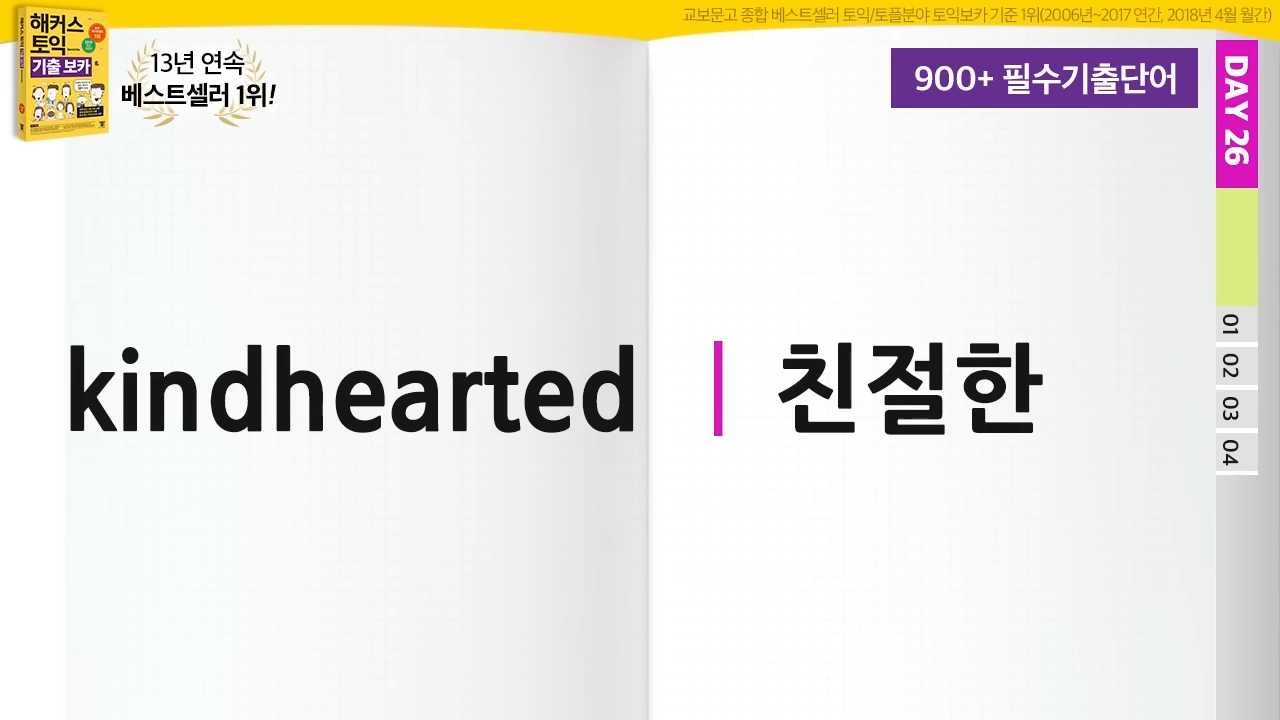 교보문고 종합 베스트셀러 토익/토플분야 토익보카 기준 1위(2006년~2017 연간, 2018년 4월 월간)
해커스
토익
기출 보카
13년 연속
베스트셀러 1위!
900+ 필수기출단어
DAY 26
kindhearted
친절한
01
02
03
04